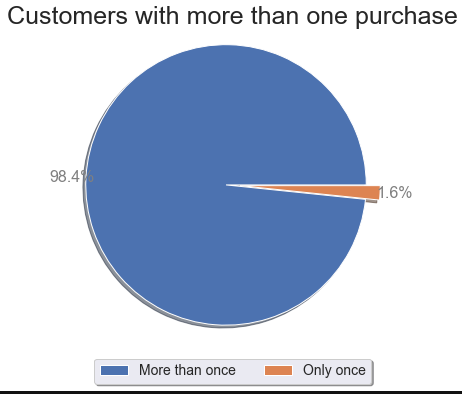 Customers with more than one purchase
98.4%
1.6%
More than once
Only once